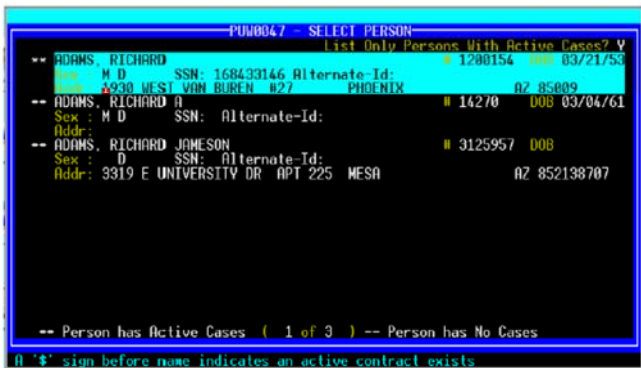 PUW0047 - SELECT PERSON
List Only Persons With Active Cases? Y
** ADAMS, RICHARD # 1200154 DOB 03/21/53
Sex : M D SSN: 168433146 Alternate-Id:
Addr: 1930 WEST VAN BUREN #27 PHOENIX AZ 85009
-- ADAMS, RICHARD A # 14270 DOB 03/04/61
Sex : M D SSN: Alternate-Id:
Addr:
-- ADAMS, RICHARD JAMESON # 3125957 DOB
Sex : D SSN: Alternate-Id:
Addr: 3319 E UNIVERSITY DR APT 225 MESA AZ 852138707
-- Person has Active Cases ( 1 of 3 ) -- Person has No Cases
A '$' sign before name indicates an active contract exists